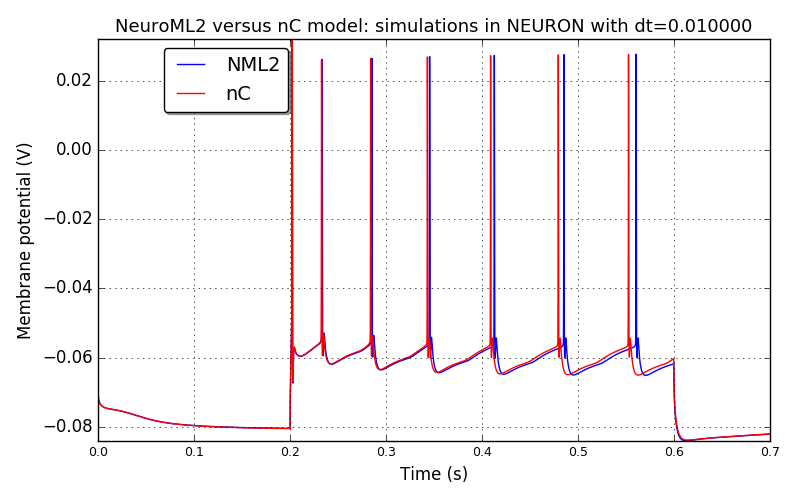 NeuroML2 versus nC model: simulations in NEURON with dt=0.010000
NML2
nC
Membrane potential (V)
0.02
0.00
−0.02
−0.04
−0.06
−0.08
0.0 0.1 0.2 0.3 0.4 0.5 0.6 0.7
Time (s)